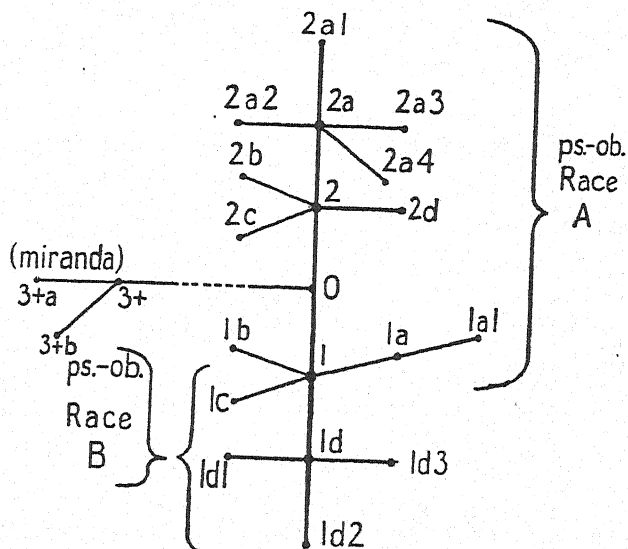 2a1
2a2 2a 2a3
2a4
2b
2 2d
2c
ps.-ob.
Race
A
(miranda)
3+a 3+ 0
3+b
1b 1a 1a1
1
1c
ps.-ob.
Race
B
1d
1d1 1d3
1d2